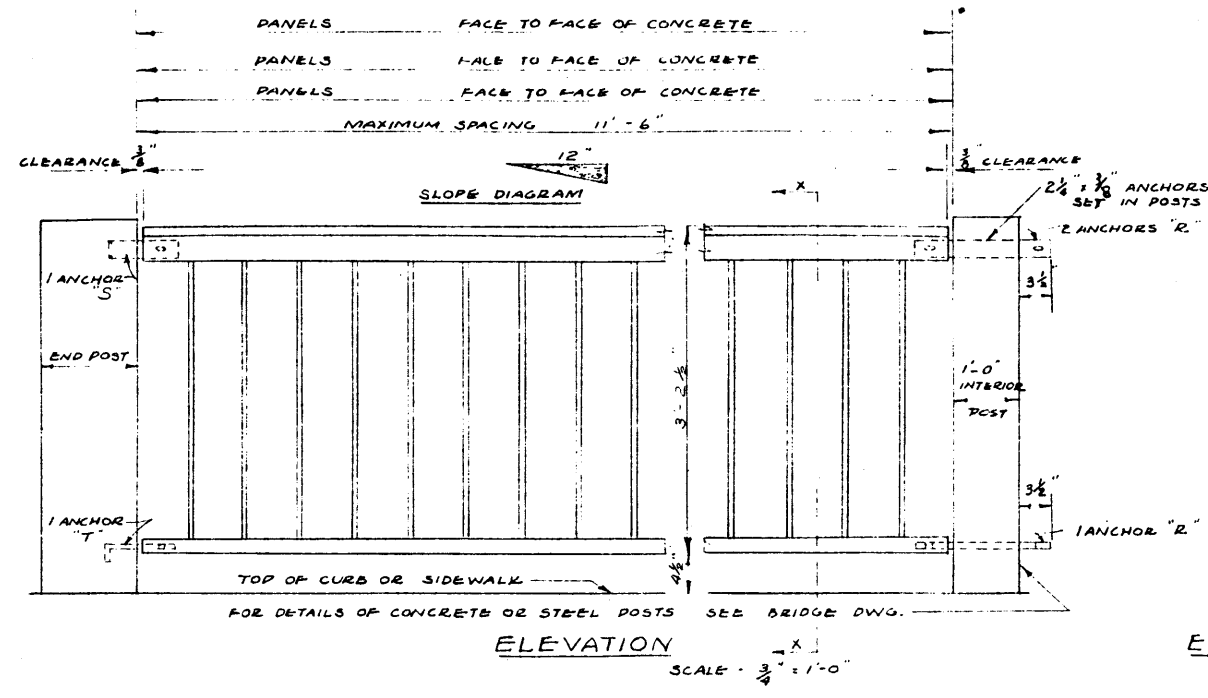 PANELS FACE TO FACE OF CONCRETE
PANELS FACE TO FACE OF CONCRETE
PANELS FACE TO FACE OF CONCRETE
MAXIMUM SPACING 11'-6"
CLEARANCE 3/8"
12"
3/8" CLEARANCE
SLOPE DIAGRAM
X
2 1/4" x 3/8" ANCHORS
SET IN POSTS
2 ANCHORS "R"
1 ANCHOR
"S"
3 1/2"
END POST
3'-2 1/2"
1'-0"
INTERIOR
POST
3 1/2"
1 ANCHOR
"T"
1 ANCHOR "R"
4 1/2"
TOP OF CURB OR SIDEWALK
FOR DETAILS OF CONCRETE OR STEEL POSTS SEE BRIDGE DWG.
ELEVATION
X
SCALE - 3/4" = 1'-0"
E